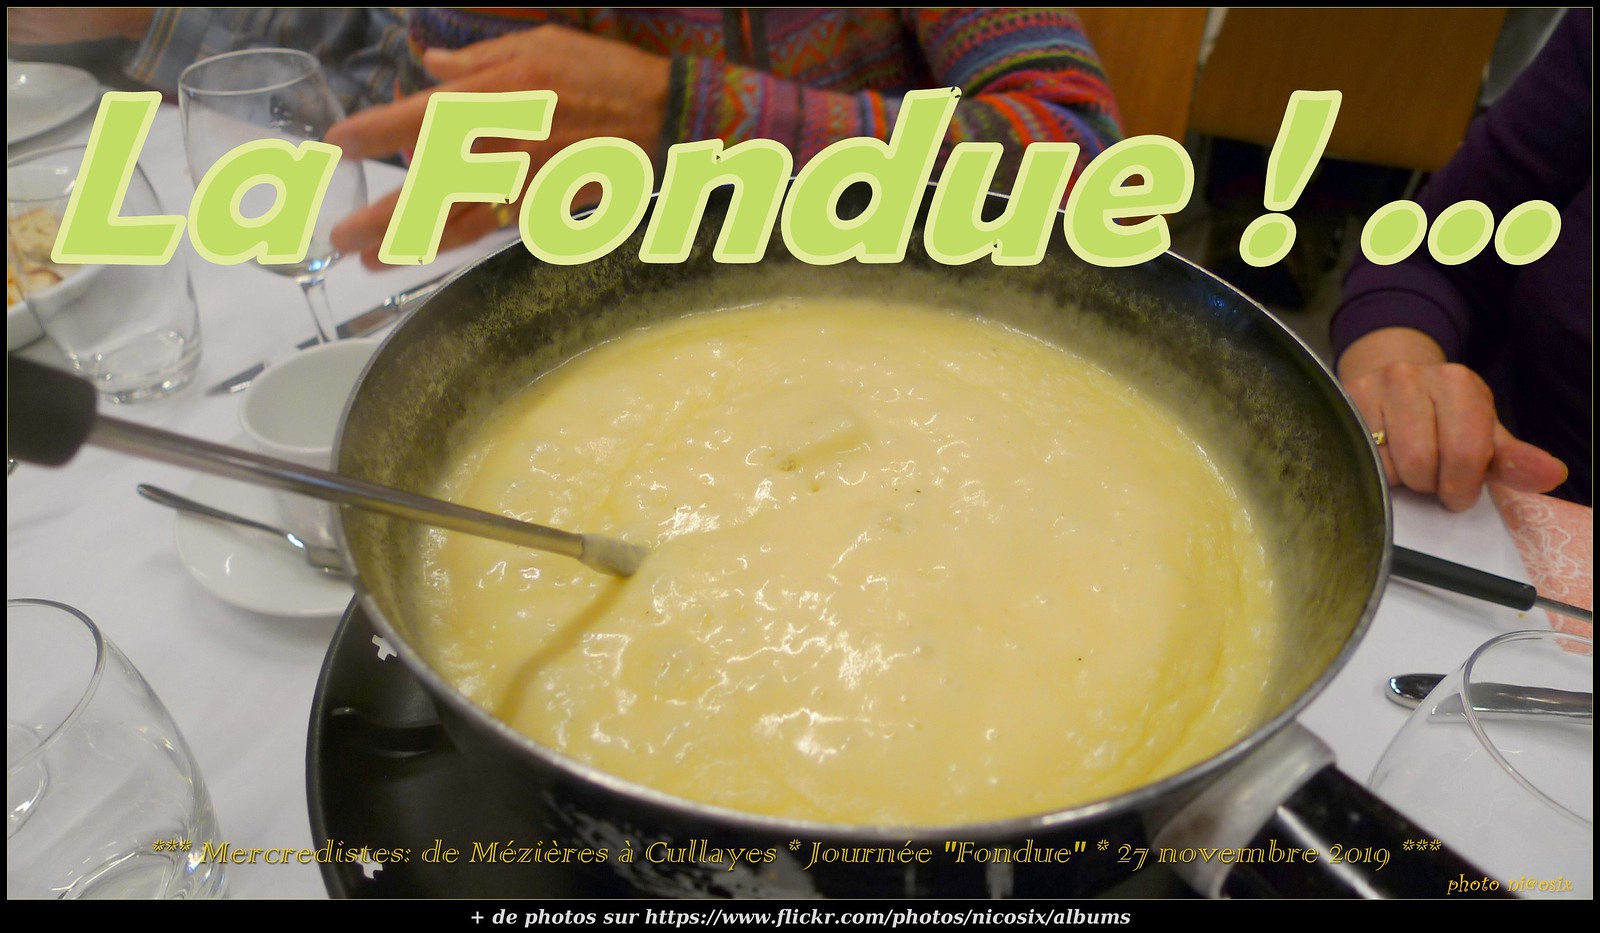 La Fondue ! ...
*** Mercredistes: de Mézières à Cullayes * Journée "Fondue" * 27 novembre 2019 ***
photo ni@osix
+ de photos sur https://www.flickr.com/photos/nicosix/albums